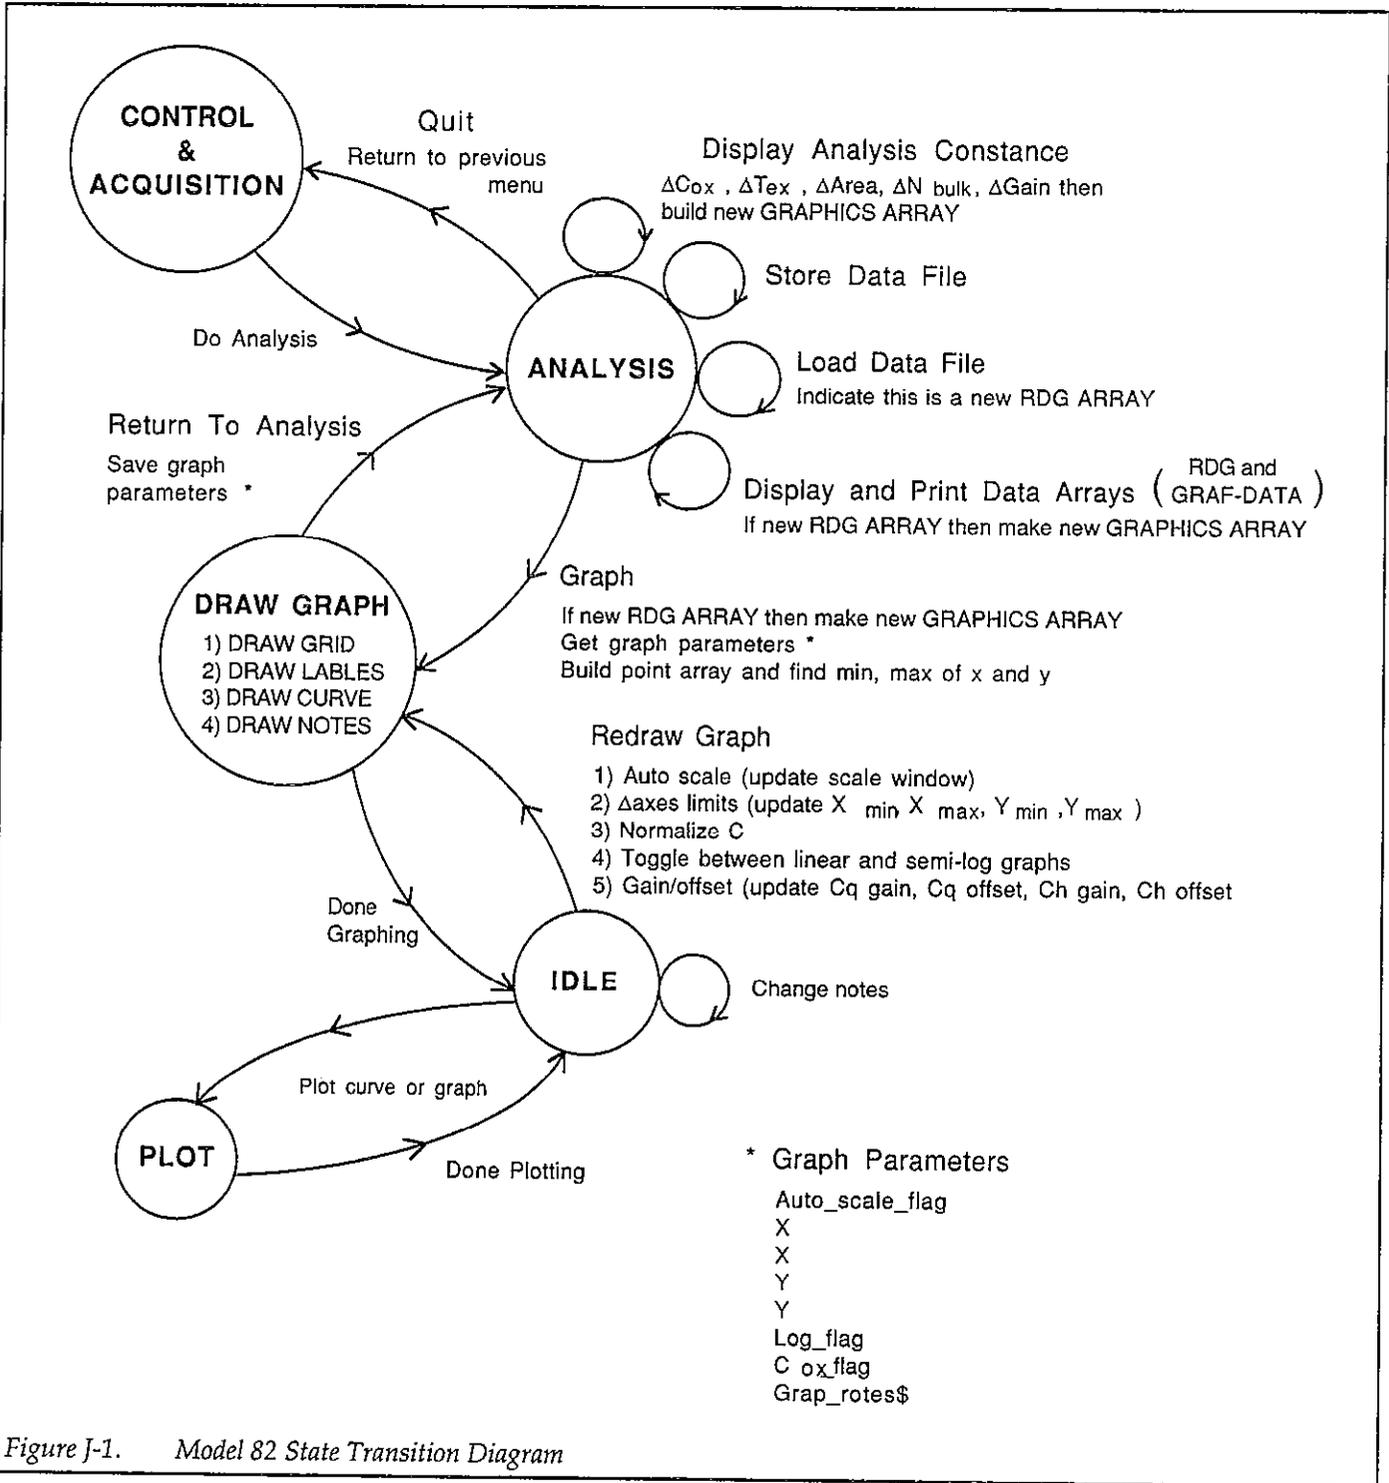 CONTROL
&
ACQUISITION
Quit
Return to previous
menu
Display Analysis Constance
ΔCox , ΔTex , ΔArea, ΔN bulk, ΔGain then
build new GRAPHICS ARRAY
Store Data File
Do Analysis
ANALYSIS
Load Data File
Indicate this is a new RDG ARRAY
Return To Analysis
Save graph
parameters *
Display and Print Data Arrays ( RDG and
GRAF-DATA )
If new RDG ARRAY then make new GRAPHICS ARRAY
Graph
If new RDG ARRAY then make new GRAPHICS ARRAY
Get graph parameters *
Build point array and find min, max of x and y
DRAW GRAPH
1) DRAW GRID
2) DRAW LABLES
3) DRAW CURVE
4) DRAW NOTES
Redraw Graph
1) Auto scale (update scale window)
2) Δaxes limits (update X min, X max, Y min ,Y max )
3) Normalize C
4) Toggle between linear and semi-log graphs
5) Gain/offset (update Cq gain, Cq offset, Ch gain, Ch offset
Done
Graphing
IDLE
Change notes
Plot curve or graph
PLOT
Done Plotting
* Graph Parameters
Auto_scale_flag
X
X
Y
Y
Log_flag
C ox_flag
Grap_rotes$
Figure J-1. Model 82 State Transition Diagram